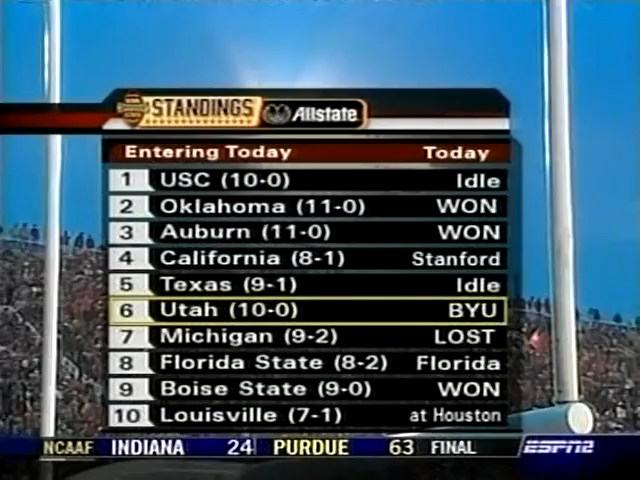 STANDINGS Allstate
Entering Today Today
1 USC (10-0) Idle
2 Oklahoma (11-0) WON
3 Auburn (11-0) WON
4 California (8-1) Stanford
5 Texas (9-1) Idle
6 Utah (10-0) BYU
7 Michigan (9-2) LOST
8 Florida State (8-2) Florida
9 Boise State (9-0) WON
10 Louisville (7-1) at Houston
NCAAF INDIANA 24 PURDUE 63 FINAL ESPN2